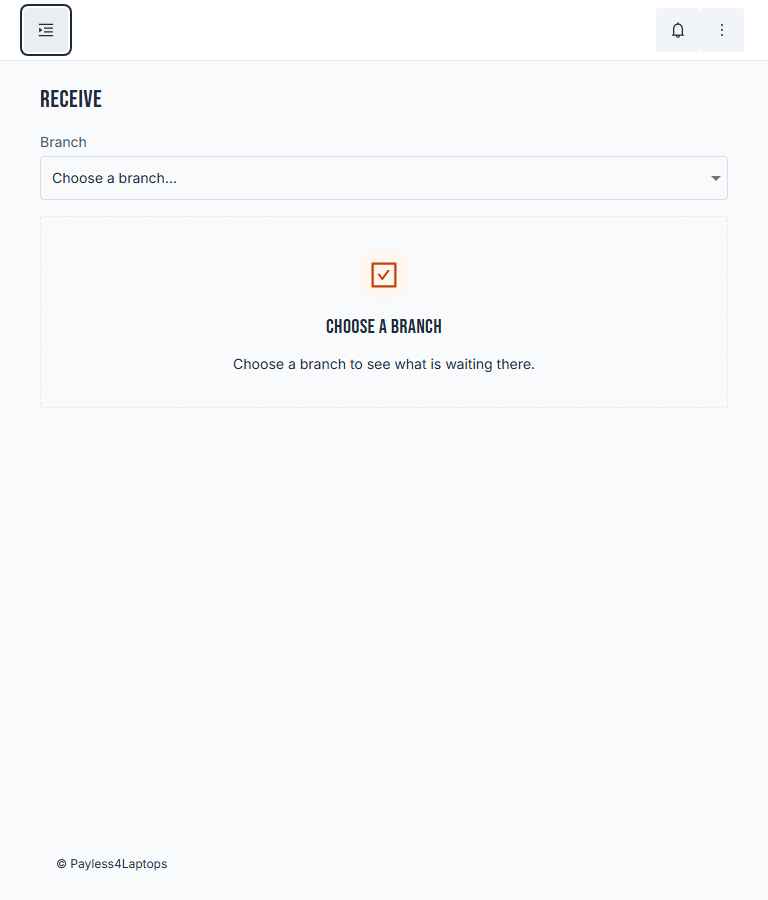 RECEIVE
Branch
Choose a branch...
CHOOSE A BRANCH
Choose a branch to see what is waiting there.
© Payless4Laptops